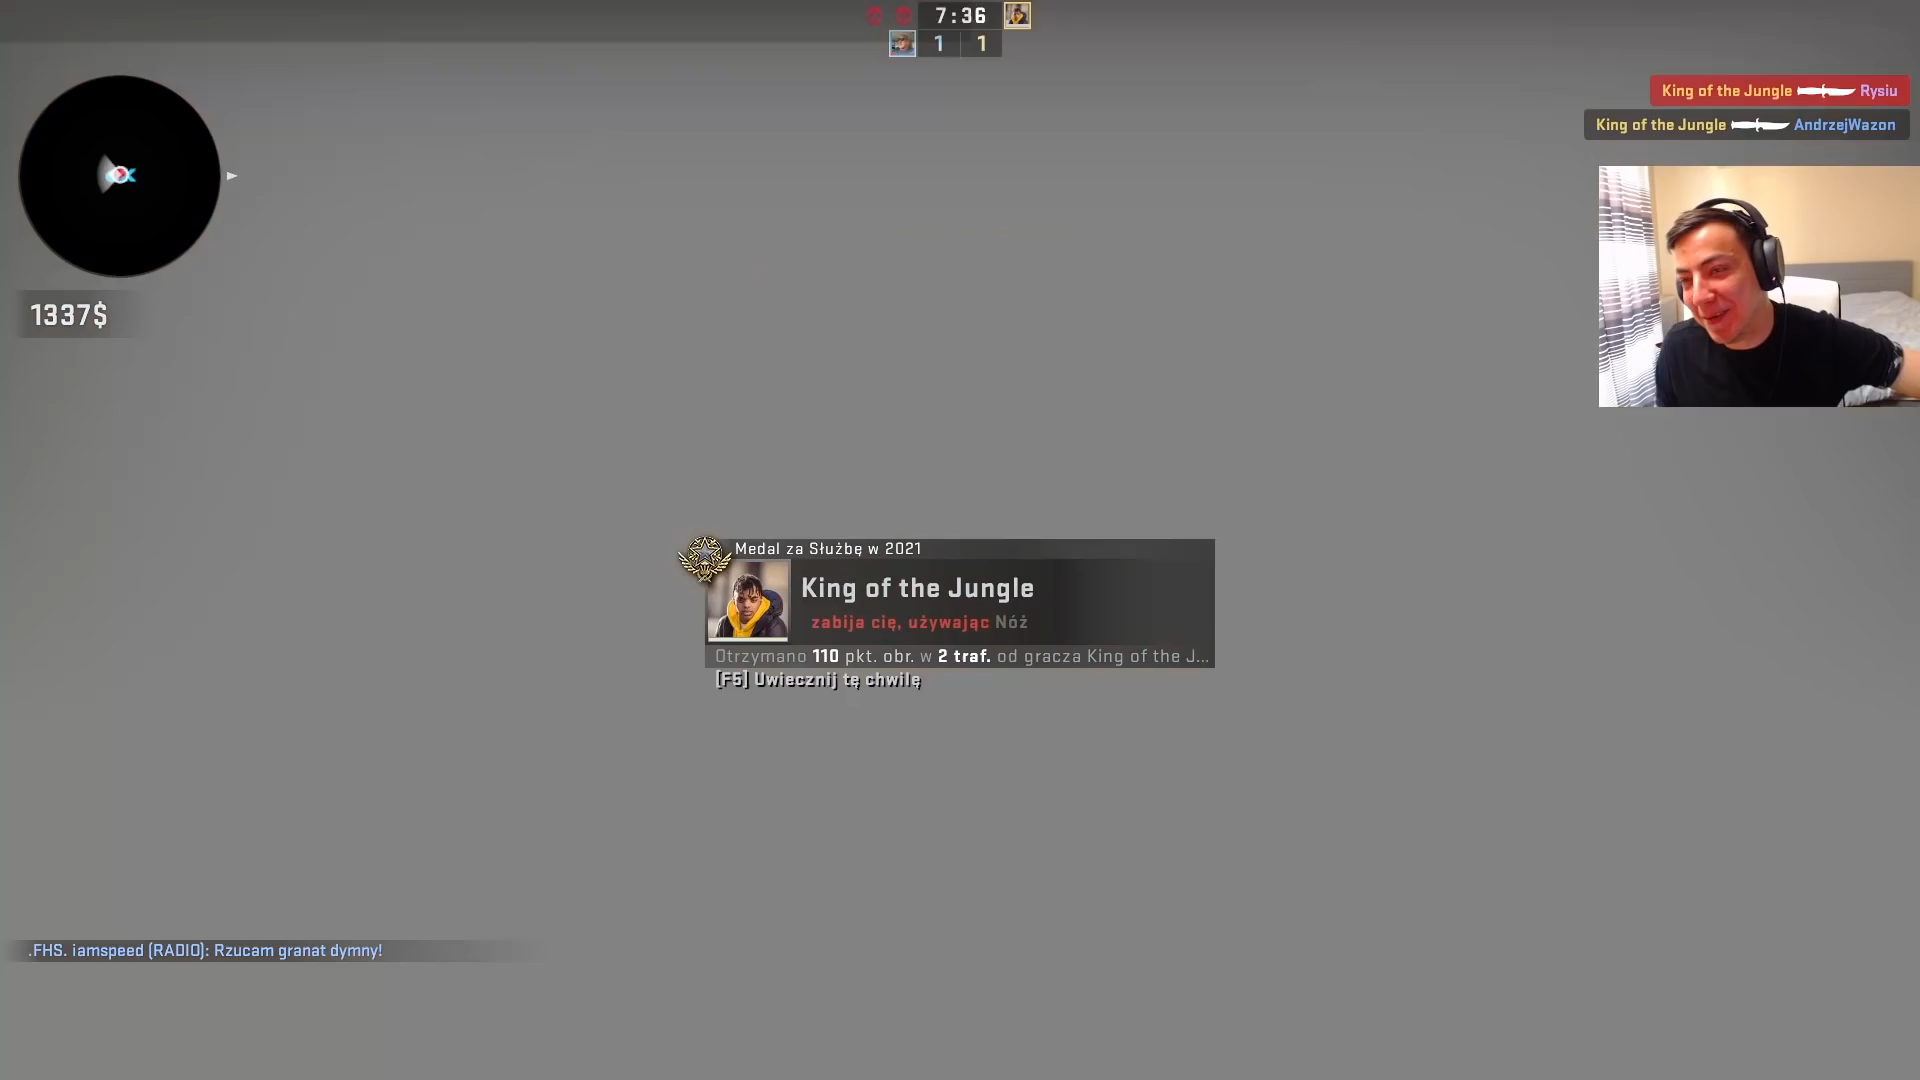 7:36
1 1
King of the Jungle Rysiu
King of the Jungle AndrzejWazon
1337$
Medal za Służbę w 2021
King of the Jungle
zabija cię, używając Nóż
Otrzymano 110 pkt. obr. w 2 traf. od gracza King of the J...
[F5] Uwiecznij tę chwilę
.FHS. iamspeed (RADIO): Rzucam granat dymny!